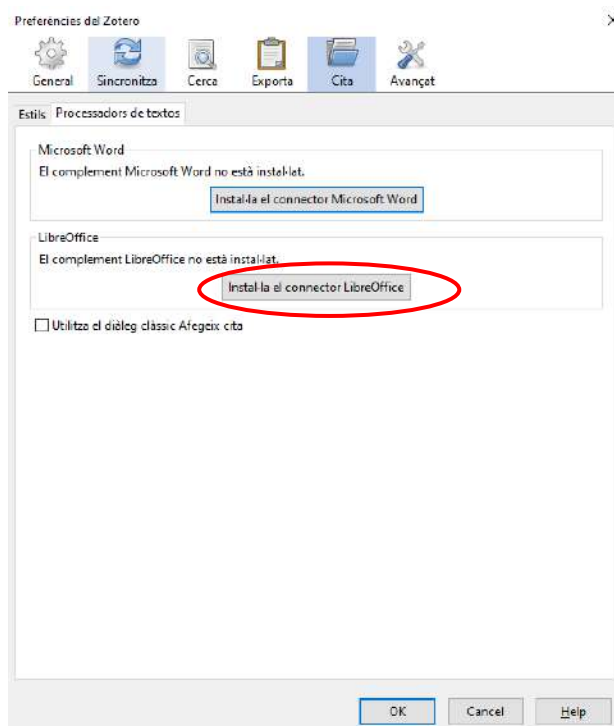 Preferències del Zotero
General Sincronitza Cerca Exporta Cita Avançat
Estils Processadors de textos
Microsoft Word
El complement Microsoft Word no està instal·lat.
Instal·la el connector Microsoft Word
LibreOffice
El complement LibreOffice no està instal·lat.
Instal·la el connector LibreOffice
Utilitza el diàleg clàssic Afegeix cita
OK Cancel Help